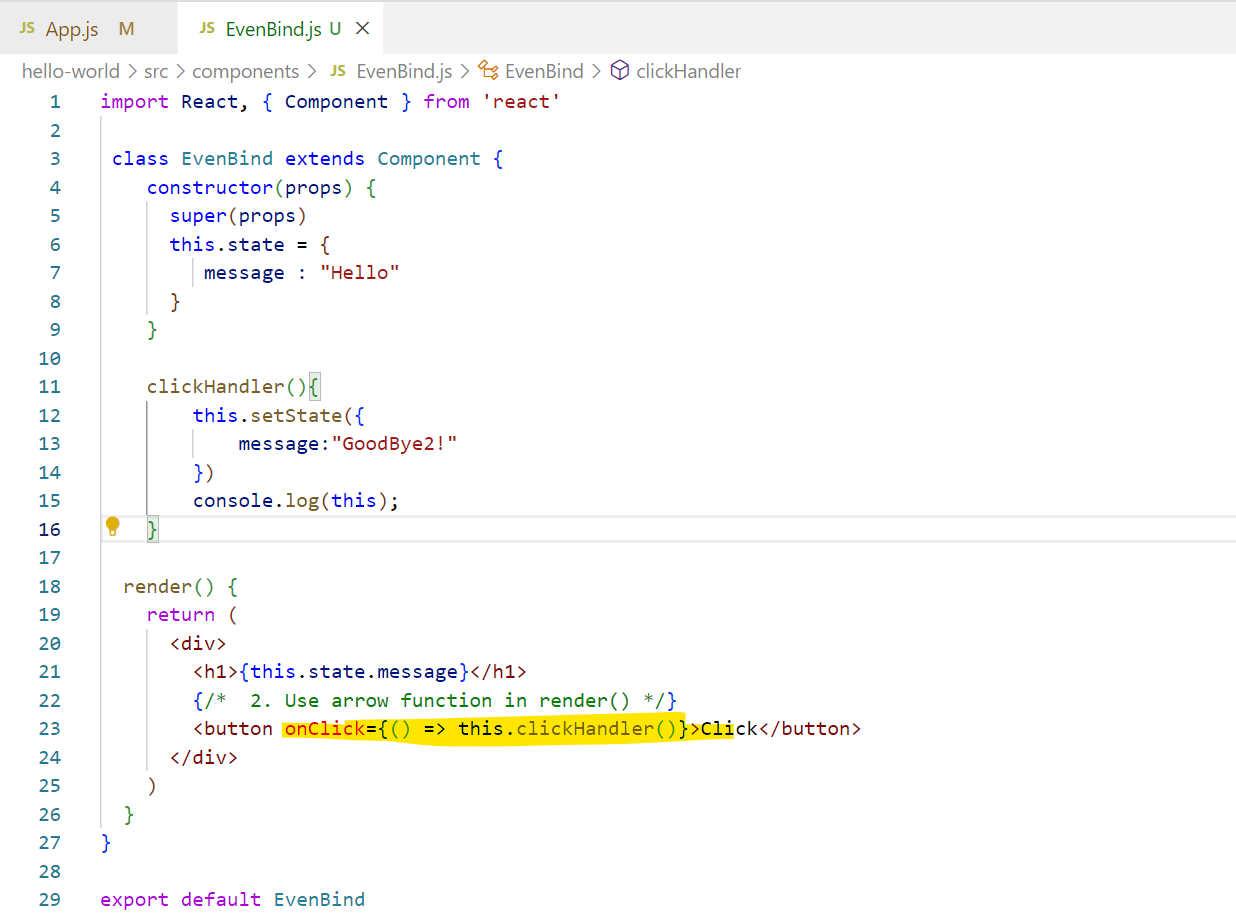 JS App.js M JS EvenBind.js U ×
hello-world > src > components > JS EvenBind.js > EvenBind > clickHandler
1 import React, { Component } from 'react'
2
3 class EvenBind extends Component {
4 constructor(props) {
5 super(props)
6 this.state = {
7 message : "Hello"
8 }
9 }
10
11 clickHandler(){
12 this.setState({
13 message:"GoodBye2!"
14 })
15 console.log(this);
16 }
17
18 render() {
19 return (
20 <div>
21 <h1>{this.state.message}</h1>
22 {/*  2. Use arrow function in render() */}
23 <button onClick={() => this.clickHandler()}>Click</button>
24 </div>
25 )
26 }
27 }
28
29 export default EvenBind